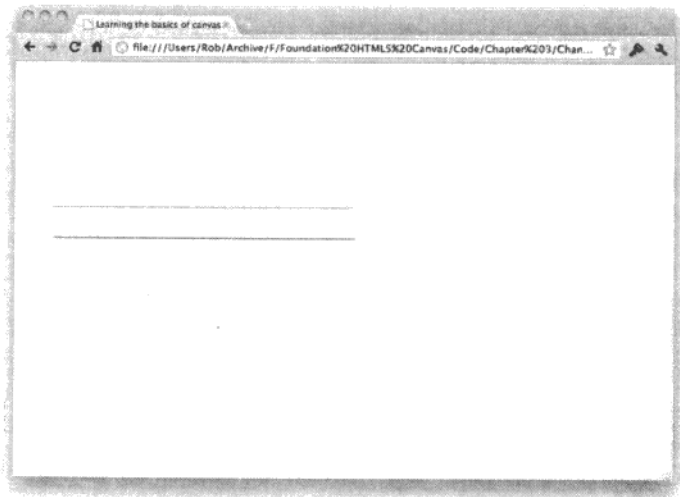 Learning the basics of canvas
file:///Users/Rob/Archive/F/Foundation%20HTML5%20Canvas/Code/Chapter%203/Chan...